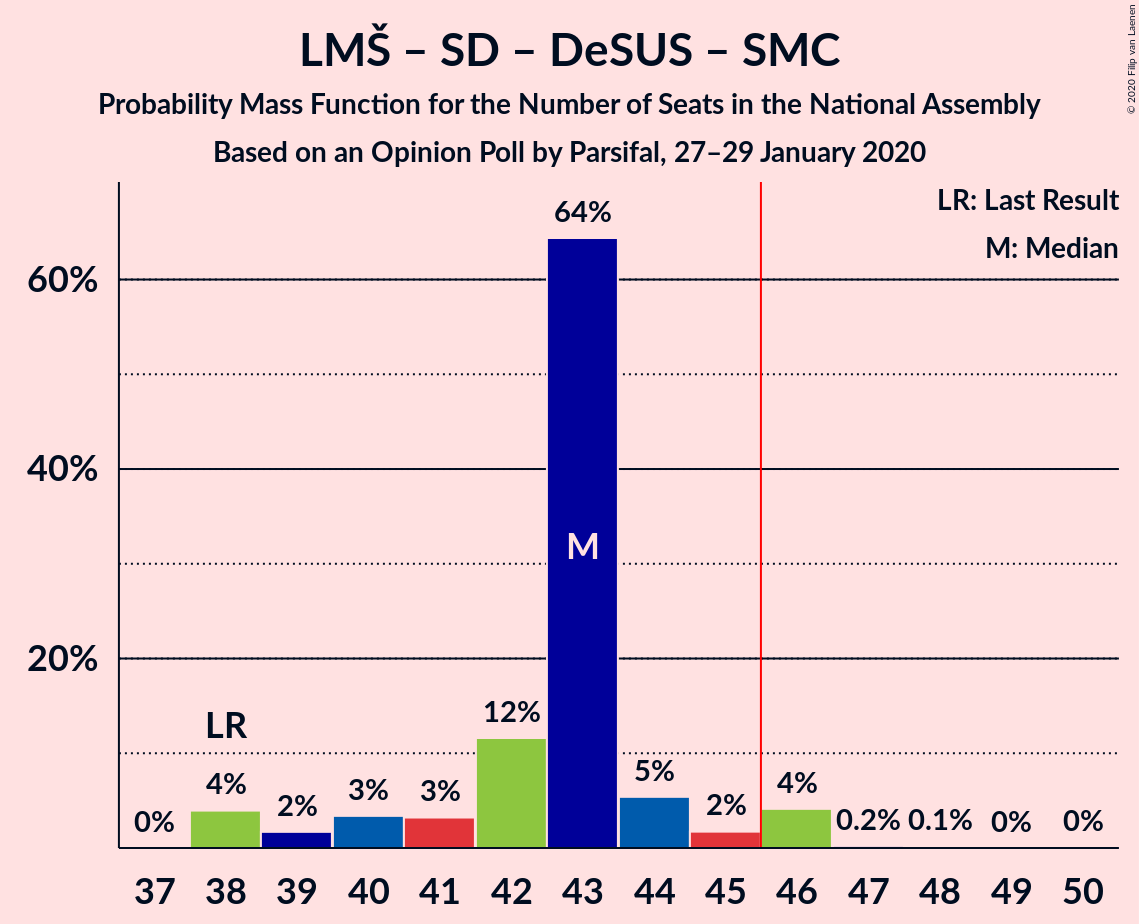 LMŠ – SD – DeSUS – SMC
Probability Mass Function for the Number of Seats in the National Assembly
Based on an Opinion Poll by Parsifal, 27–29 January 2020
© 2020 Filip van Laenen
LR: Last Result
M: Median
64%
60%
M
40%
20%
LR
12%
0% 4% 2% 3% 3% 5% 2% 4% 0.2% 0.1% 0% 0%
37 38 39 40 41 42 43 44 45 46 47 48 49 50